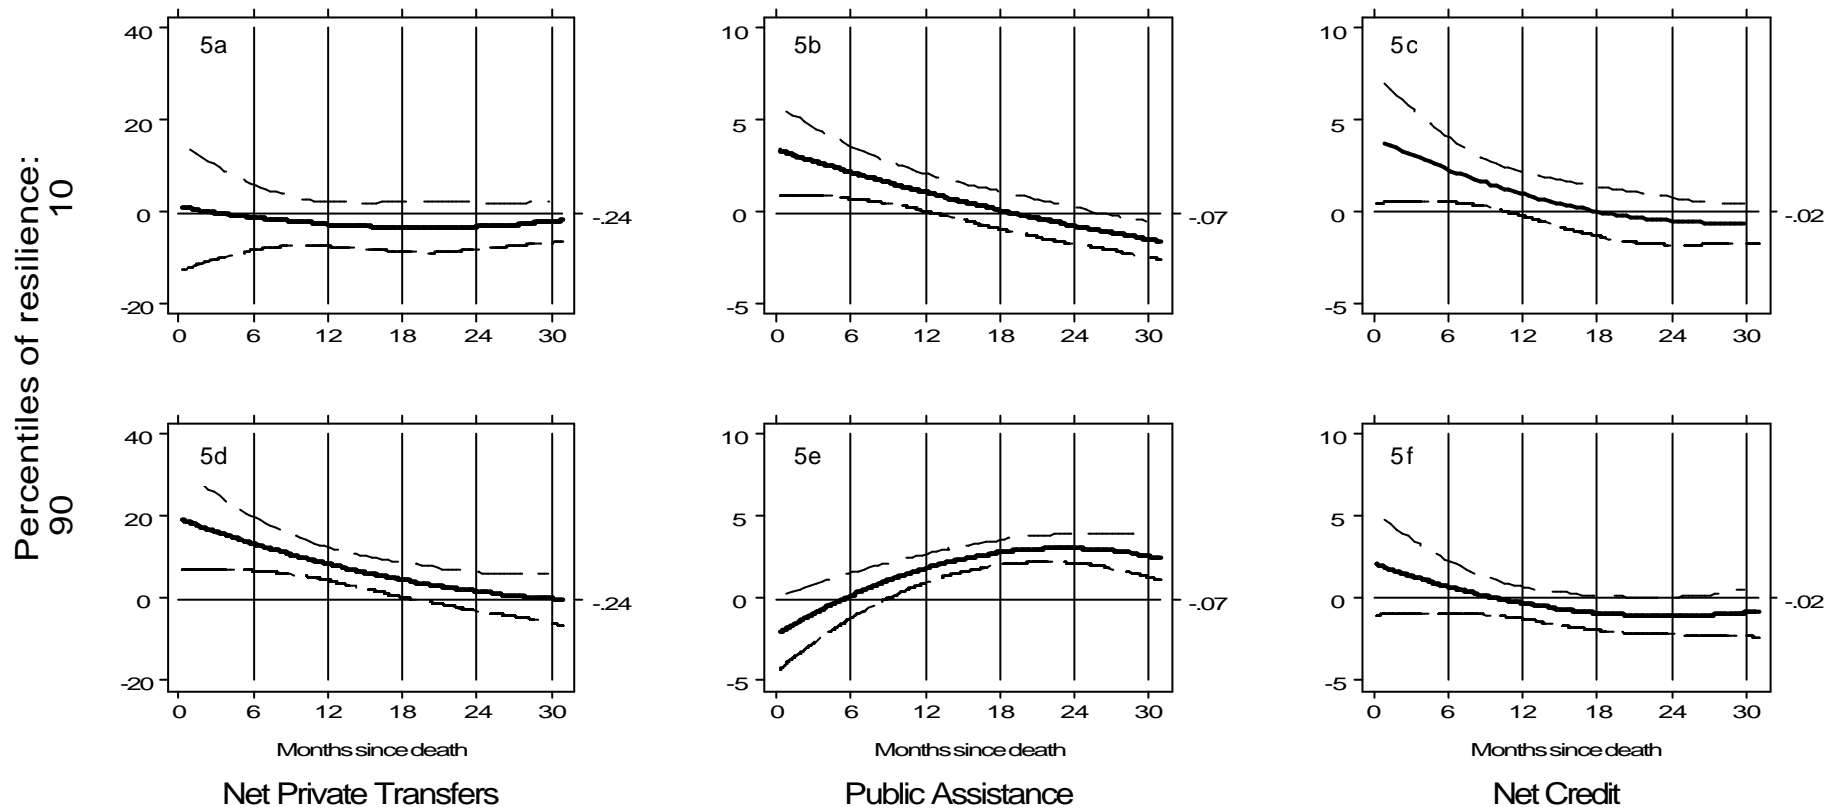 Percentiles of resilience:
10
90
5a
40
20
0
-20
0 6 12 18 24 30
-.24
5b
10
5
0
-5
0 6 12 18 24 30
-.07
5c
10
5
0
-5
0 6 12 18 24 30
-.02
5d
40
20
0
-20
0 6 12 18 24 30
-.24
Months since death
Net Private Transfers
5e
10
5
0
-5
0 6 12 18 24 30
-.07
Months since death
Public Assistance
5f
10
5
0
-5
0 6 12 18 24 30
-.02
Months since death
Net Credit